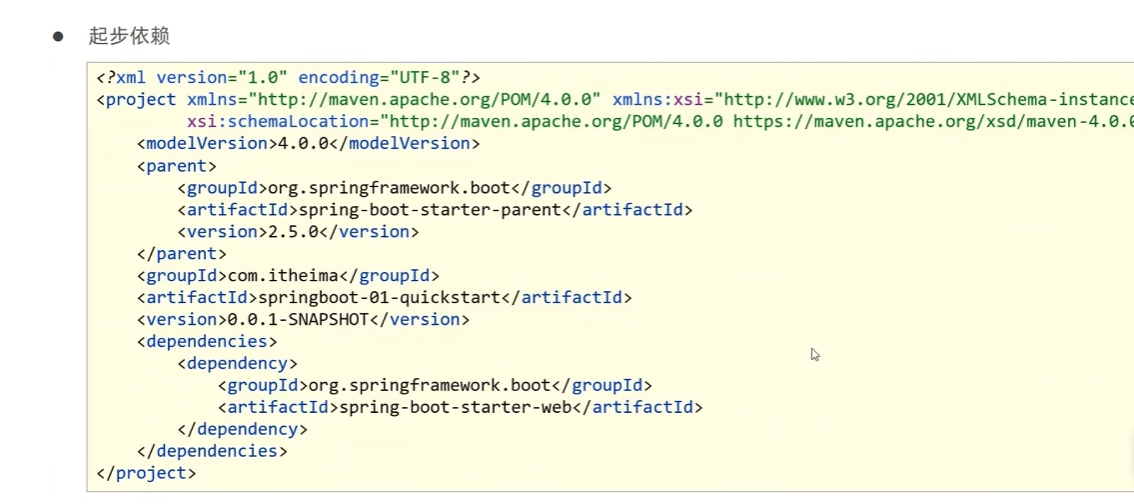 ● 起步依赖
<?xml version="1.0" encoding="UTF-8"?>
<project xmlns="http://maven.apache.org/POM/4.0.0" xmlns:xsi="http://www.w3.org/2001/XMLSchema-instance
         xsi:schemaLocation="http://maven.apache.org/POM/4.0.0 https://maven.apache.org/xsd/maven-4.0.0
    <modelVersion>4.0.0</modelVersion>
    <parent>
        <groupId>org.springframework.boot</groupId>
        <artifactId>spring-boot-starter-parent</artifactId>
        <version>2.5.0</version>
    </parent>
    <groupId>com.itheima</groupId>
    <artifactId>springboot-01-quickstart</artifactId>
    <version>0.0.1-SNAPSHOT</version>
    <dependencies>
        <dependency>
            <groupId>org.springframework.boot</groupId>
            <artifactId>spring-boot-starter-web</artifactId>
        </dependency>
    </dependencies>
</project>